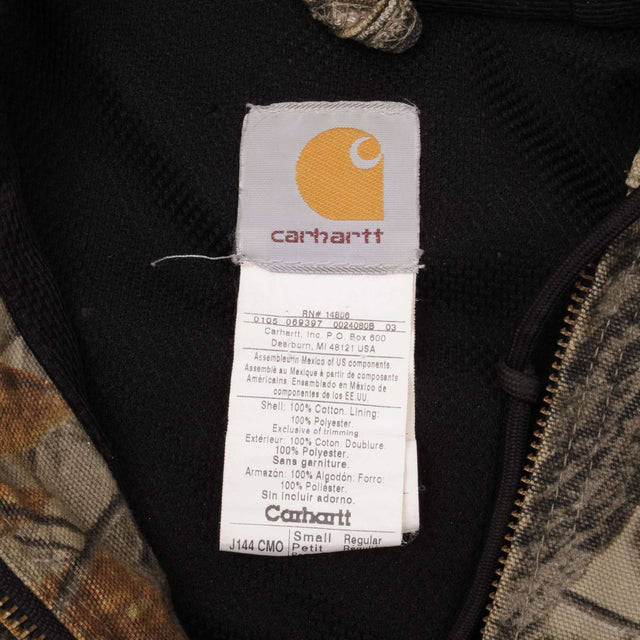 carhartt
RN# 14806
0105 069397 0024080B 03
Carhartt, Inc. P.O. Box 600
Dearborn, MI 48121 USA
Assembled in Mexico of US components
Assemblé au Mexique à partir de composants
Américains. Ensamblado en México de
componentes de los EE.UU.
Shell: 100% Cotton. Lining:
100% Polyester.
Exclusive of trimming
Extérieur: 100% Coton. Doublure.
100% Polyester.
Sans garniture.
Armazón: 100% Algodón. Forro:
100% Poliéster.
Sin incluir adorno.
Carhartt
J144 CMO Small Regular
Petit Regular